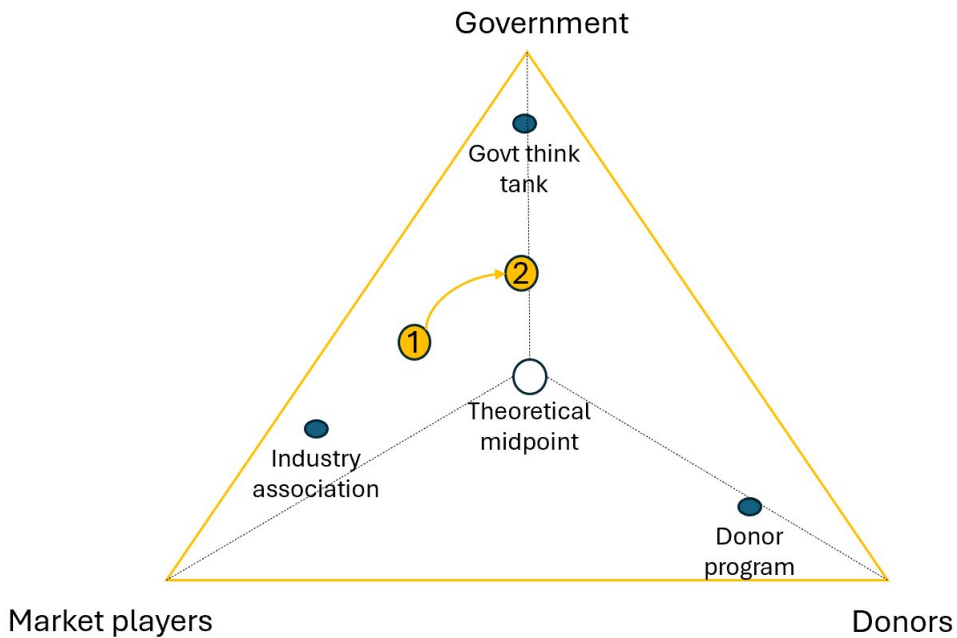 Government
Govt think
tank
2
1
Theoretical
midpoint
Industry
association
Donor
program
Market players
Donors